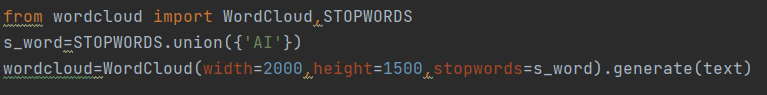 from wordcloud import WordCloud,STOPWORDS
s_word=STOPWORDS.union({'AI'})
wordcloud=WordCloud(width=2000,height=1500,stopwords=s_word).generate(text)